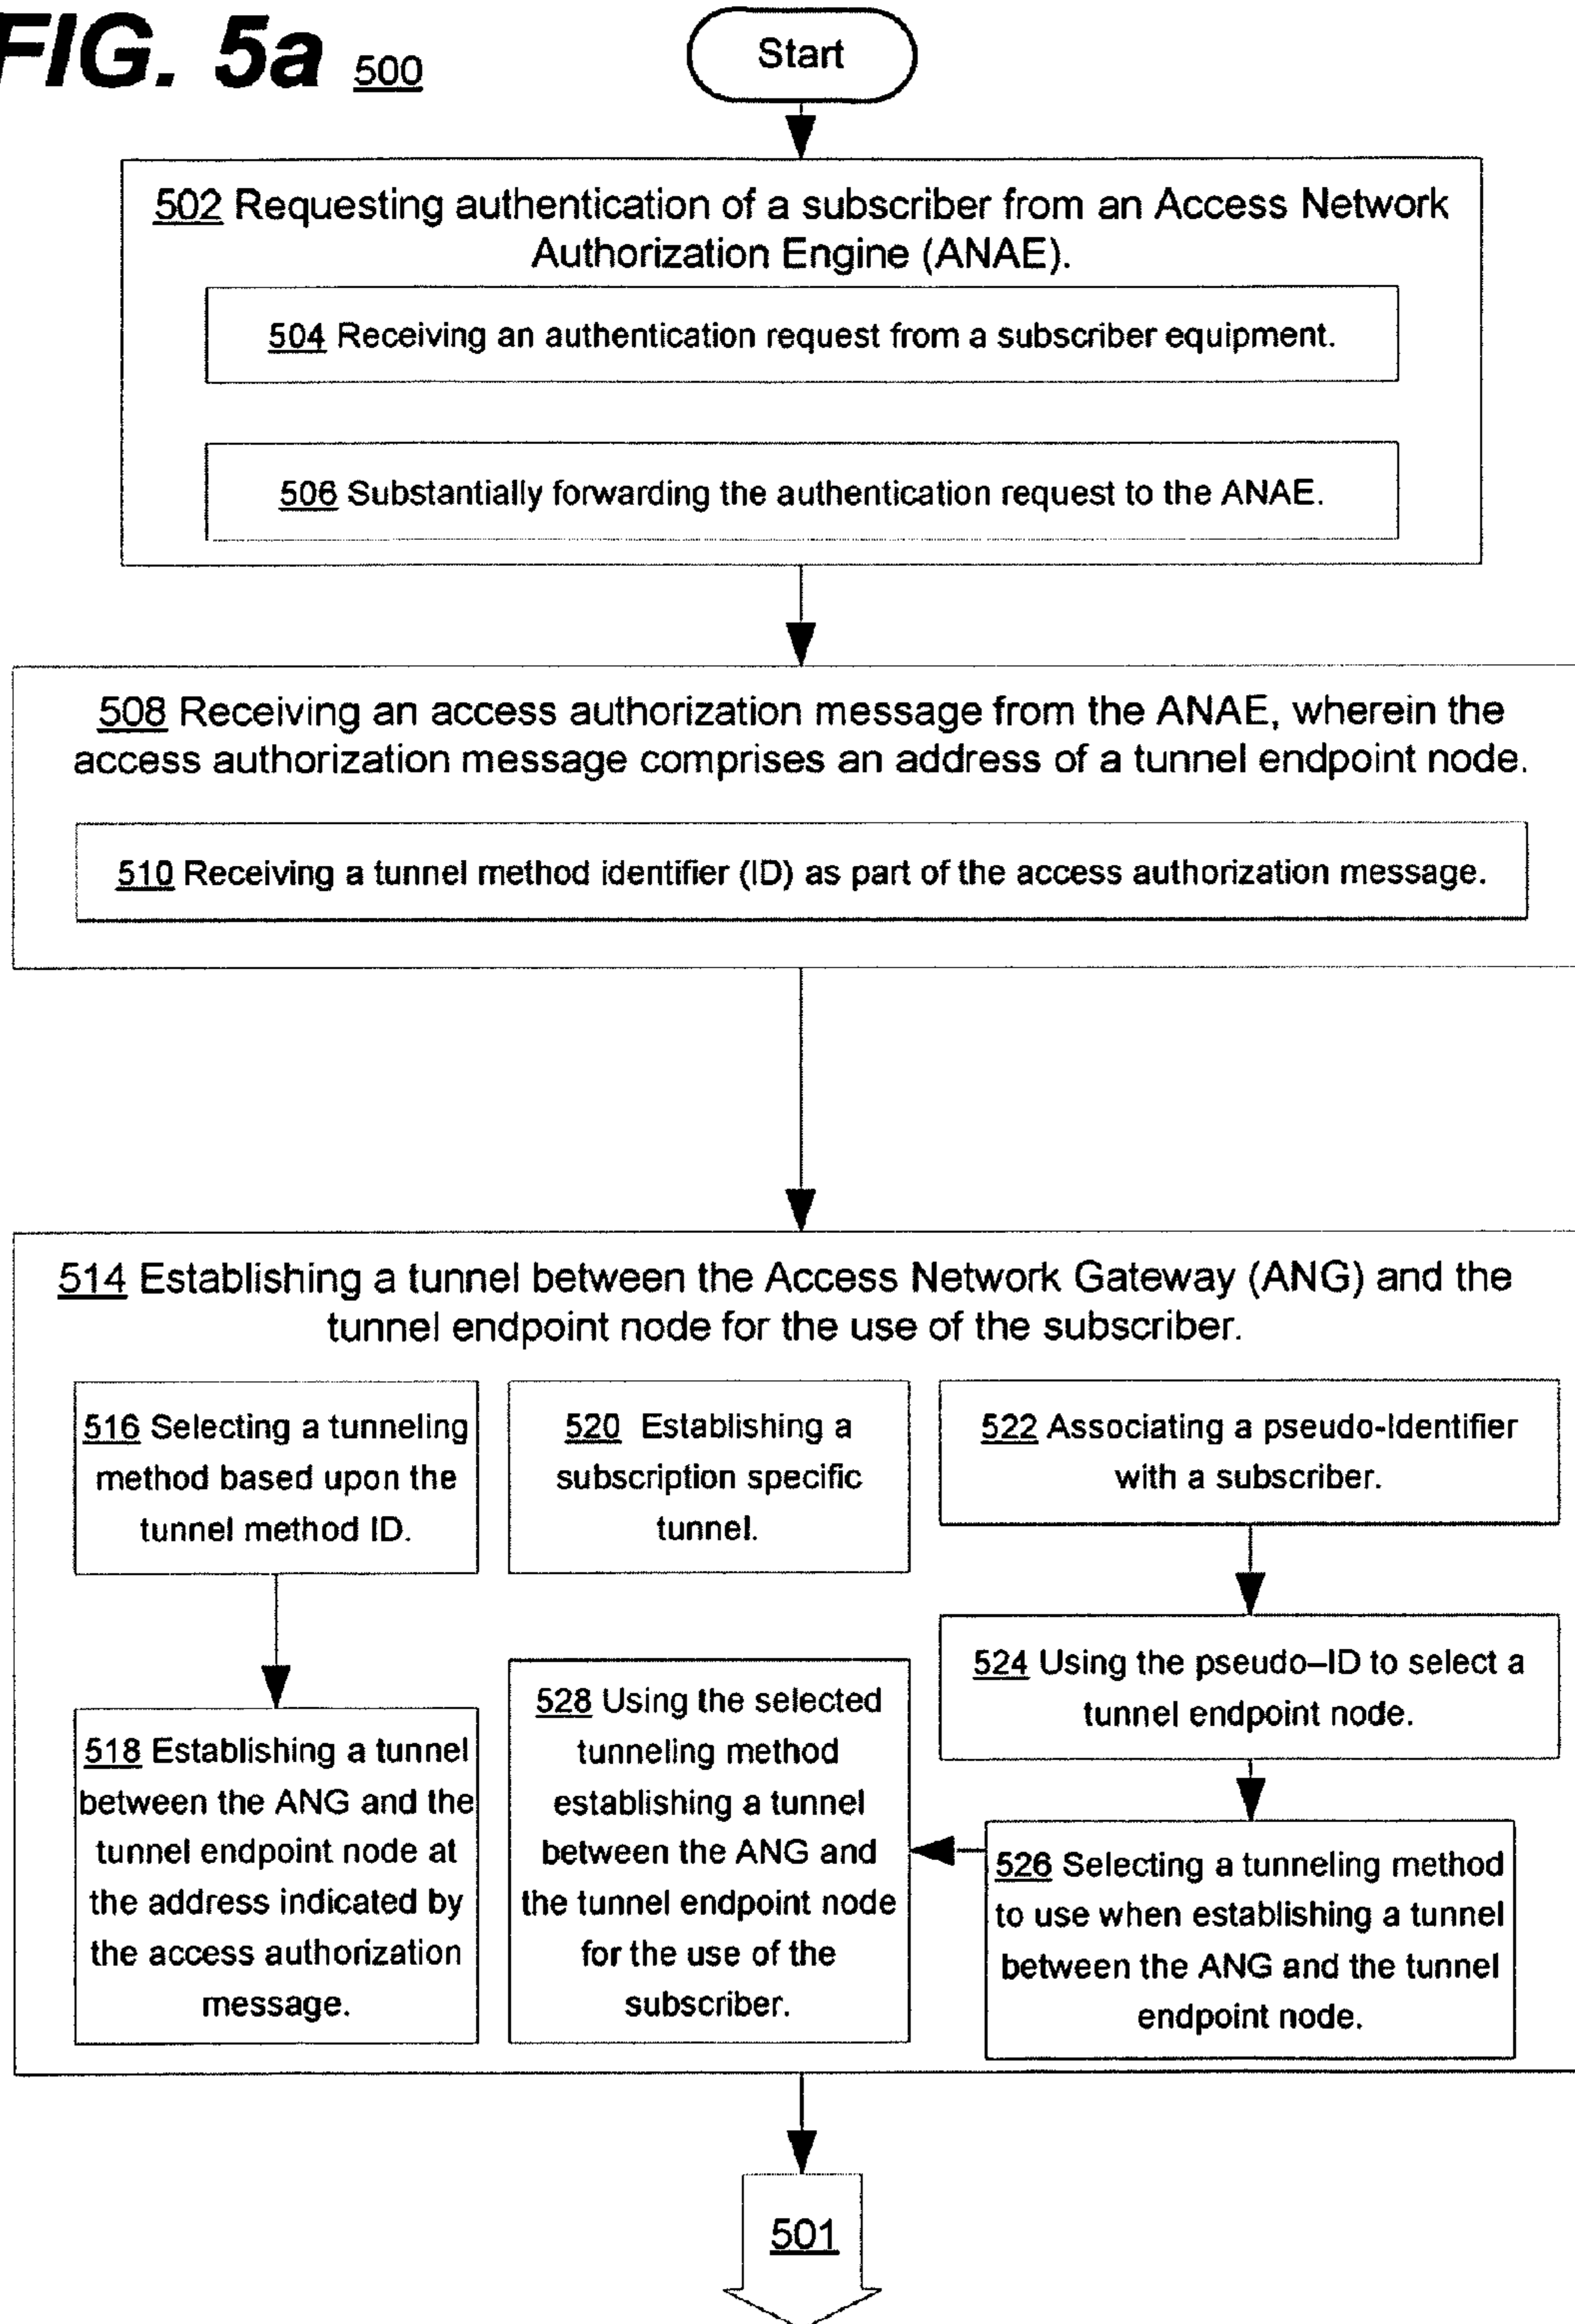 FIG. 5a 500
Start
502 Requesting authentication of a subscriber from an Access Network
Authorization Engine (ANAE).
504 Receiving an authentication request from a subscriber equipment.
506 Substantially forwarding the authentication request to the ANAE.
508 Receiving an access authorization message from the ANAE, wherein the
access authorization message comprises an address of a tunnel endpoint node.
510 Receiving a tunnel method identifier (ID) as part of the access authorization message.
514 Establishing a tunnel between the Access Network Gateway (ANG) and the
tunnel endpoint node for the use of the subscriber.
516 Selecting a tunneling
method based upon the
tunnel method ID.
518 Establishing a tunnel
between the ANG and the
tunnel endpoint node at
the address indicated by
the access authorization
message.
520 Establishing a
subscription specific
tunnel.
522 Associating a pseudo-Identifier
with a subscriber.
524 Using the pseudo–ID to select a
tunnel endpoint node.
526 Selecting a tunneling method
to use when establishing a tunnel
between the ANG and the tunnel
endpoint node.
528 Using the selected
tunneling method
establishing a tunnel
between the ANG and
the tunnel endpoint node
for the use of the
subscriber.
501